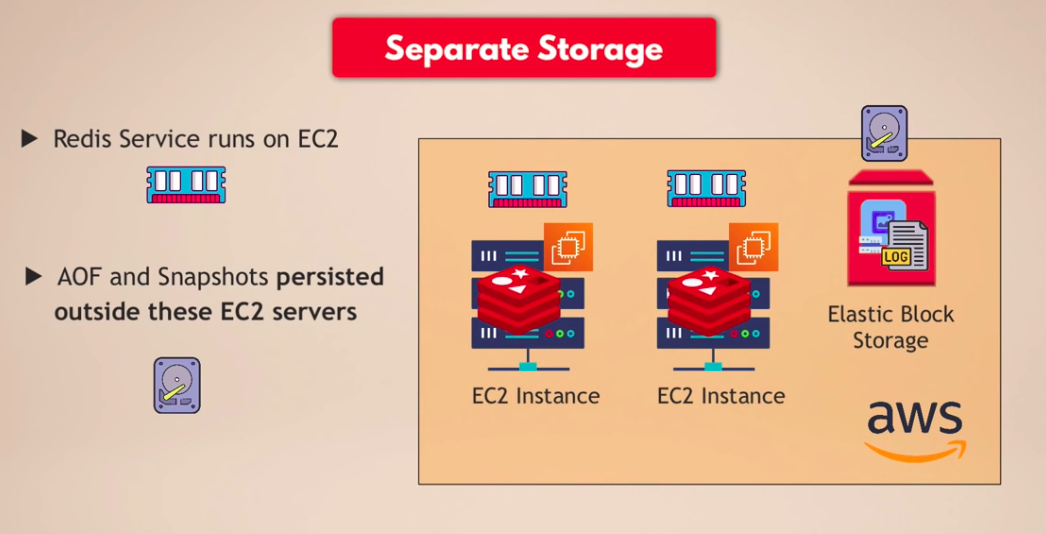 Separate Storage
Redis Service runs on EC2
AOF and Snapshots persisted
outside these EC2 servers
EC2 Instance
EC2 Instance
LOG
Elastic Block
Storage
aws